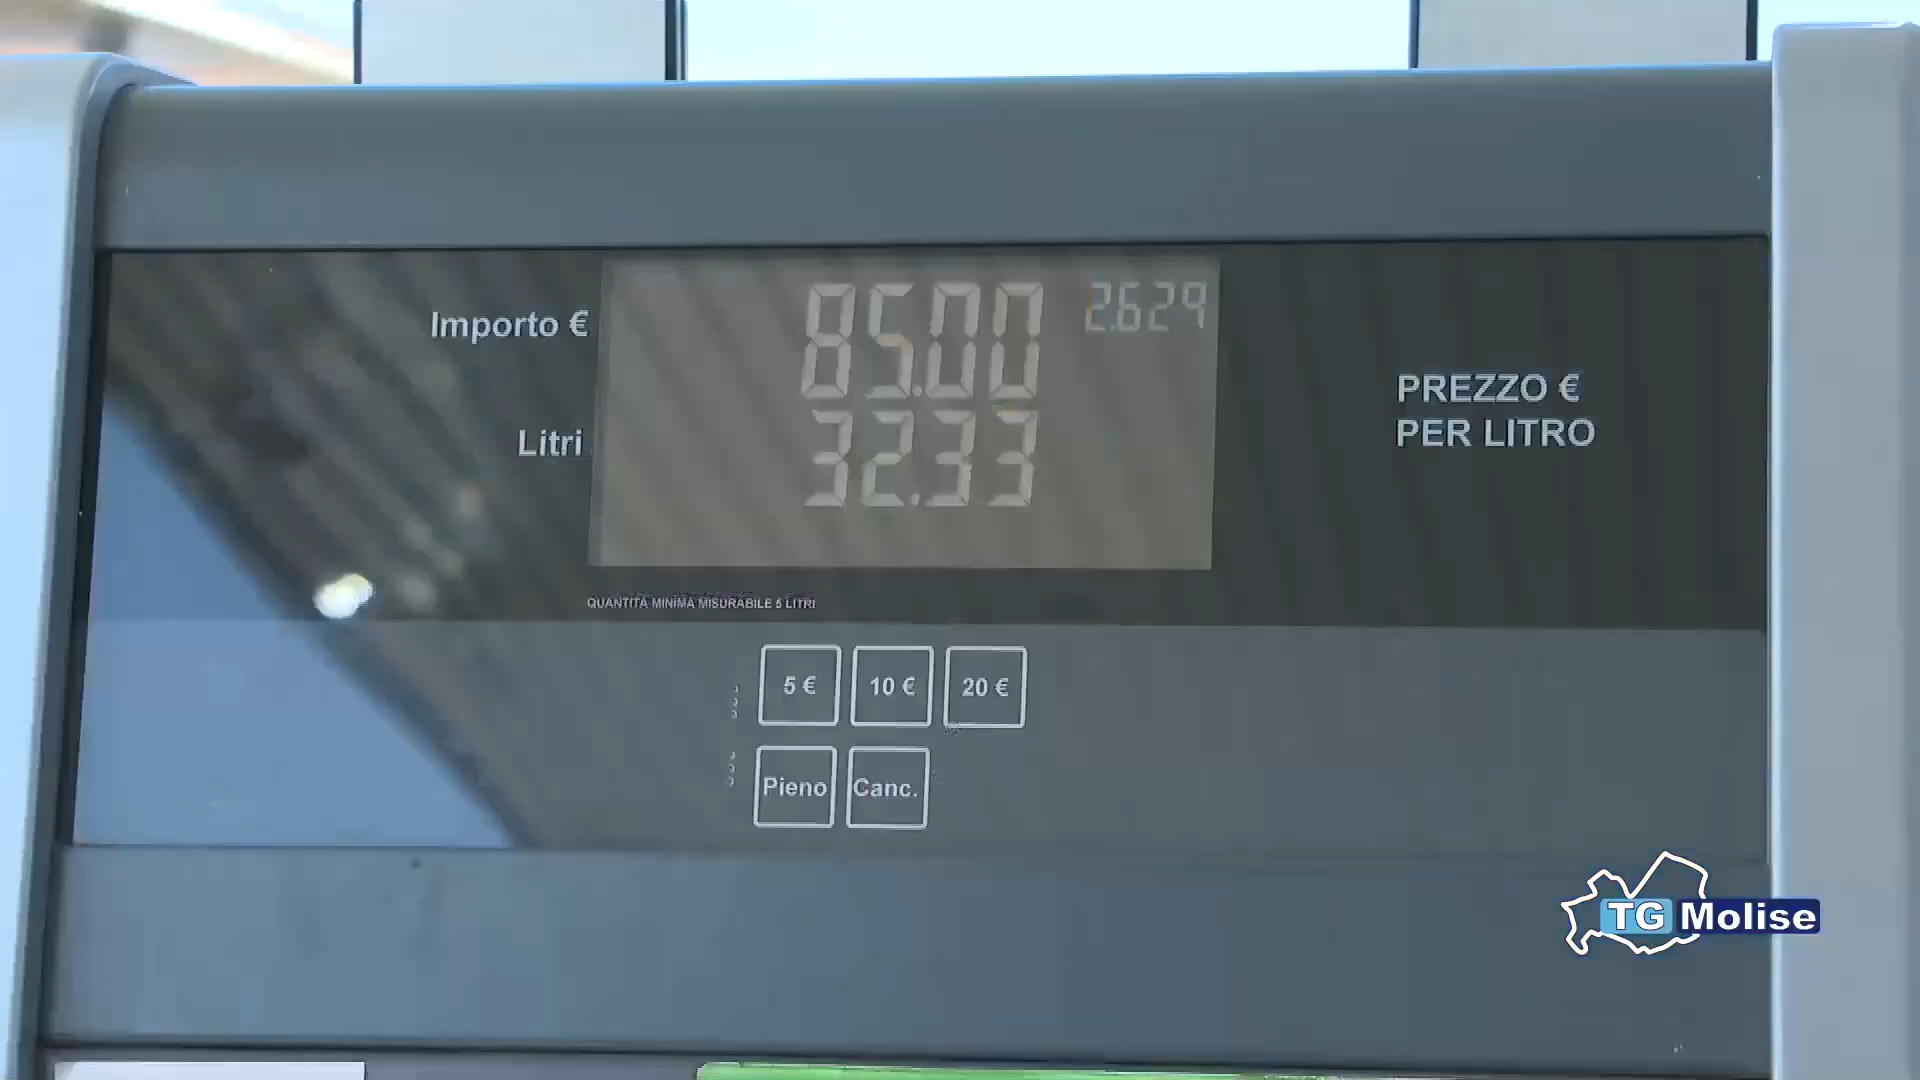 Importo € 85.00 2.629
Litri 32.33
PREZZO €
PER LITRO
QUANTITÀ MINIMA MISURABILE 5 LITRI
5 € 10 € 20 €
Pieno Canc.
TG Molise